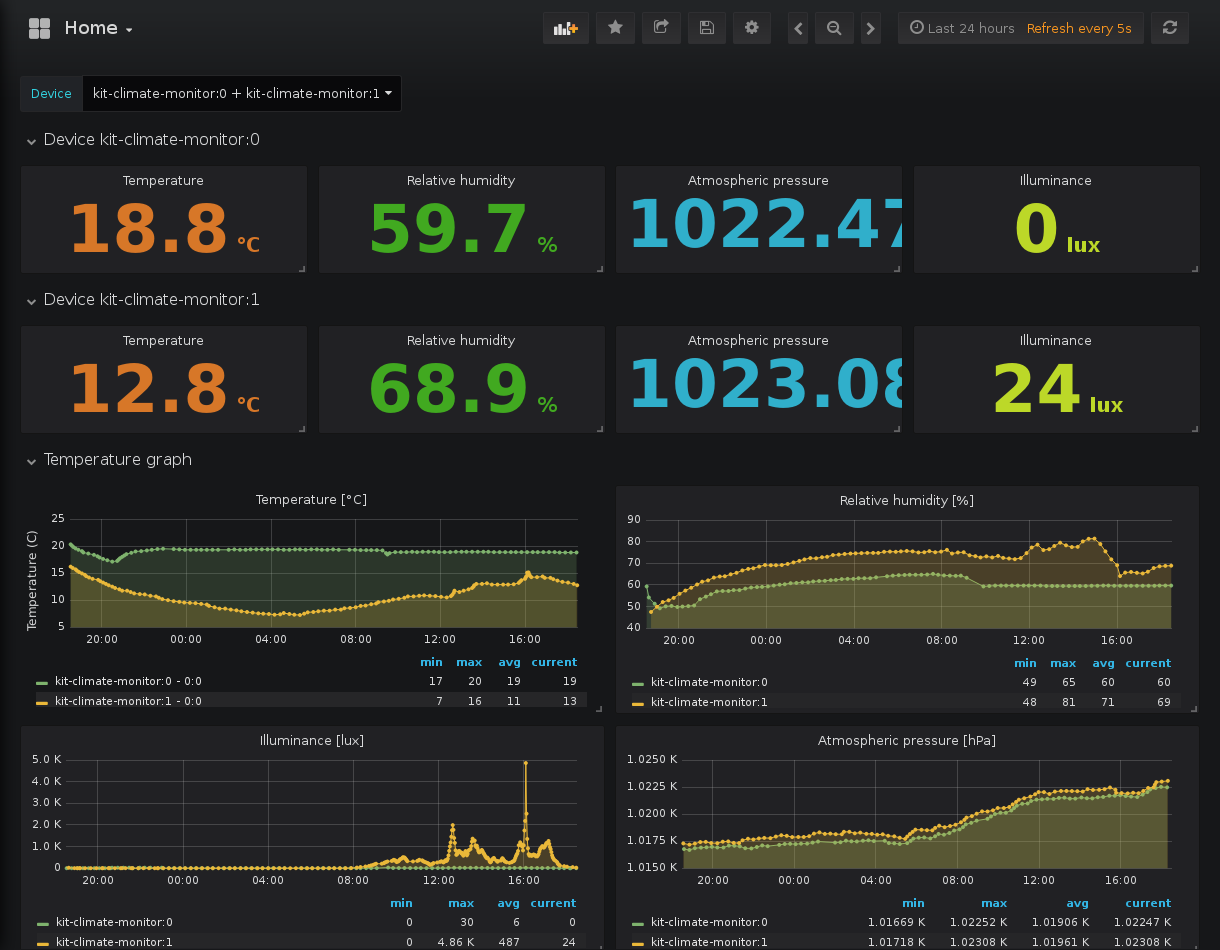 Home
Last 24 hours Refresh every 5s
Device kit-climate-monitor:0 + kit-climate-monitor:1
Device kit-climate-monitor:0
Temperature Relative humidity Atmospheric pressure Illuminance
18.8 °C 59.7 % 1022.47 0 lux
Device kit-climate-monitor:1
Temperature Relative humidity Atmospheric pressure Illuminance
12.8 °C 68.9 % 1023.08 24 lux
Temperature graph
Temperature [°C]
Temperature (C)
25
20
15
10
5
20:00 00:00 04:00 08:00 12:00 16:00
min max avg current
kit-climate-monitor:0 - 0:0 17 20 19 19
kit-climate-monitor:1 - 0:0 7 16 11 13
Relative humidity [%]
90
80
70
60
50
40
20:00 00:00 04:00 08:00 12:00 16:00
min max avg current
kit-climate-monitor:0 49 65 60 60
kit-climate-monitor:1 48 81 71 69
Illuminance [lux]
5.0 K
4.0 K
3.0 K
2.0 K
1.0 K
0
20:00 00:00 04:00 08:00 12:00 16:00
min max avg current
kit-climate-monitor:0 0 30 6 0
kit-climate-monitor:1 0 4.86 K 487 24
Atmospheric pressure [hPa]
1.0250 K
1.0225 K
1.0200 K
1.0175 K
1.0150 K
20:00 00:00 04:00 08:00 12:00 16:00
min max avg current
kit-climate-monitor:0 1.01669 K 1.02252 K 1.01906 K 1.02247 K
kit-climate-monitor:1 1.01718 K 1.02308 K 1.01961 K 1.02308 K